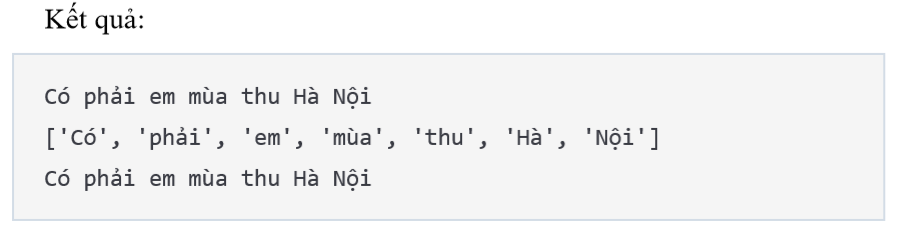 Kết quả:
Có phải em mùa thu Hà Nội
['Có', 'phải', 'em', 'mùa', 'thu', 'Hà', 'Nội']
Có phải em mùa thu Hà Nội